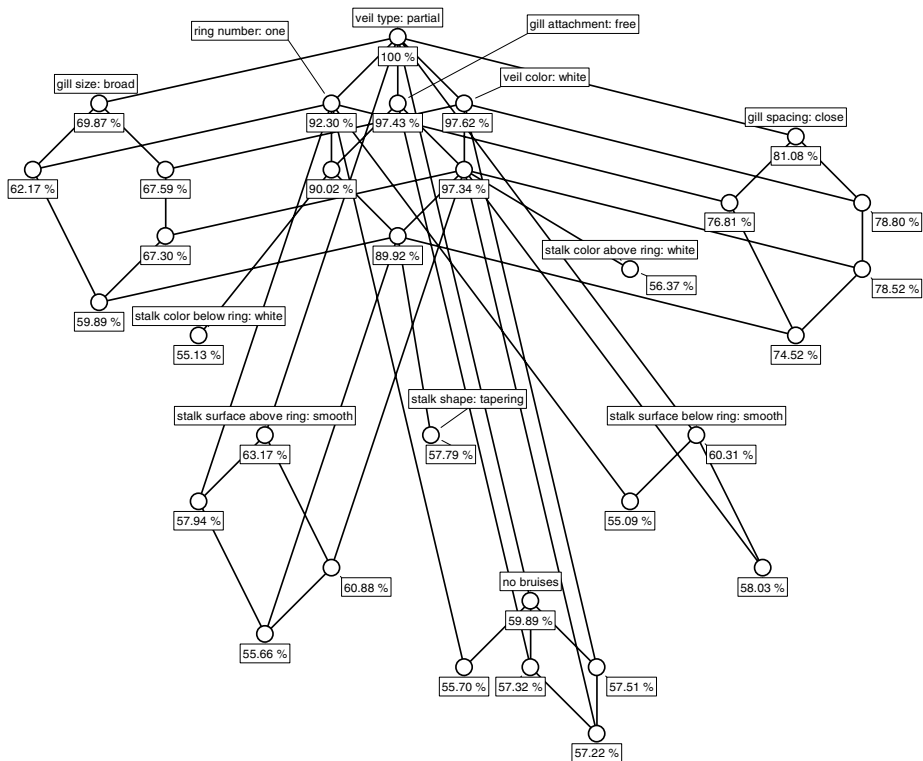 veil type: partial
ring number: one
gill attachment: free
100 %
veil color: white
gill size: broad
69.87 %
92.30 %
97.43 %
97.62 %
gill spacing: close
81.08 %
62.17 %
67.59 %
90.02 %
97.34 %
76.81 %
78.80 %
67.30 %
89.92 %
stalk color above ring: white
56.37 %
78.52 %
59.89 %
stalk color below ring: white
55.13 %
74.52 %
stalk surface above ring: smooth
63.17 %
stalk shape: tapering
57.79 %
stalk surface below ring: smooth
60.31 %
57.94 %
55.09 %
60.88 %
no bruises
59.89 %
58.03 %
55.66 %
55.70 %
57.32 %
57.51 %
57.22 %